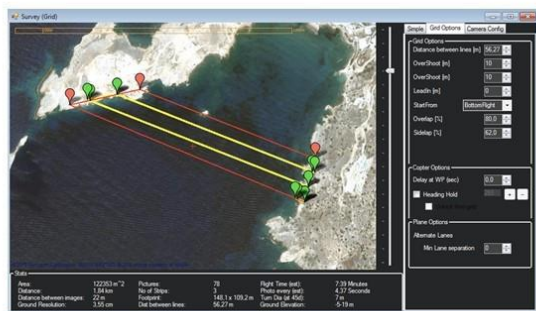 Survey (Grid)
Simple
Grid Options
Camera Config
Grid Options
Distance between lines [m] 56,27
OverShoot [m] 10
OverShoot [m] 10
LeadIn [m] 0
StartFrom BottomRight
Overlap [%] 80,0
Sidelap [%] 62,0
Copter Options
Delay at WP (sec) 0,0
Heading Hold
Plane Options
Alternate Lanes
Min Lane separation 0
Stats
Area: 122353 m^2 Pictures: 78 Flight Time (est): 7:39 Minutes
Distance: 1.84 km No of Strips: 3 Photo every (est): 4.37 Seconds
Distance between images: 22 m Footprint: 148.1 x 109.2 m Turn Dia (at 45d): 7 m
Ground Resolution: 3.55 cm Dist between lines: 56,27 m Ground Elevation: -5-19 m